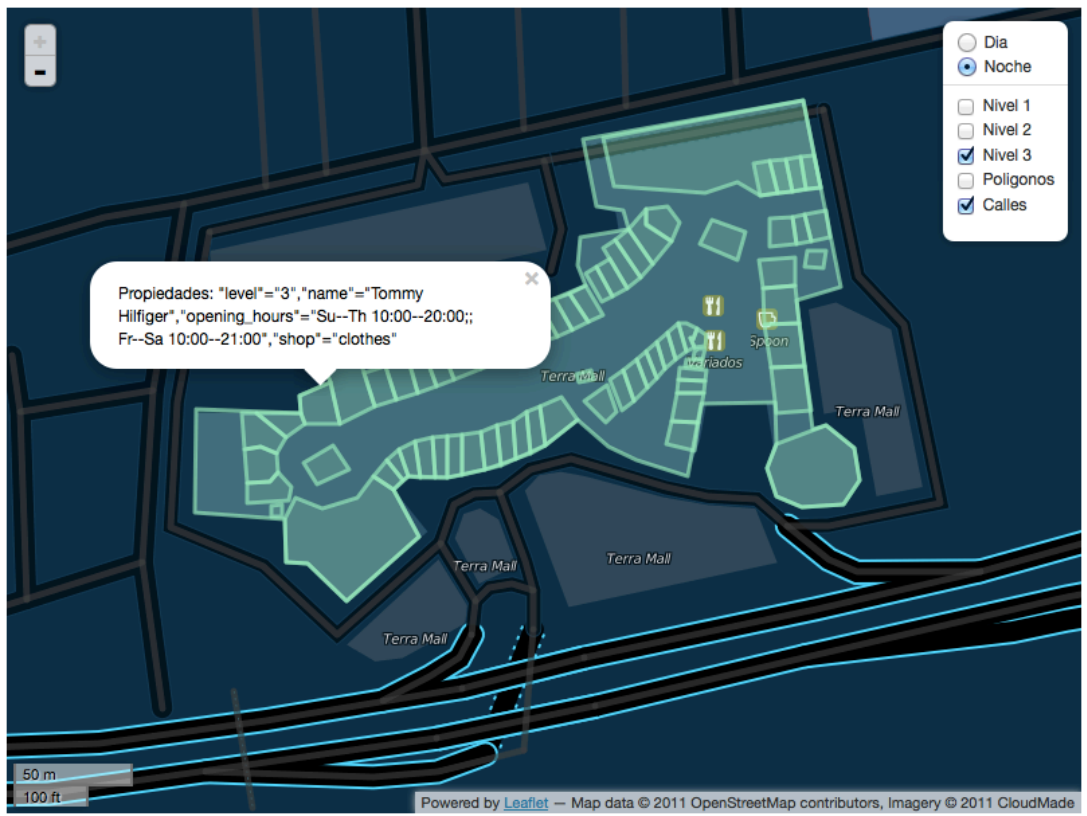 +
-
Dia
Noche
Nivel 1
Nivel 2
Nivel 3
Poligonos
Calles
Propiedades: "level"="3","name"="Tommy
Hilfiger","opening_hours"="Su--Th 10:00--20:00;;
Fr--Sa 10:00--21:00","shop"="clothes"
×
Spoon
Variados
Terra Mall
Terra Mall
Terra Mall
Terra Mall
Terra Mall
50 m
100 ft
Powered by Leaflet — Map data © 2011 OpenStreetMap contributors, Imagery © 2011 CloudMade